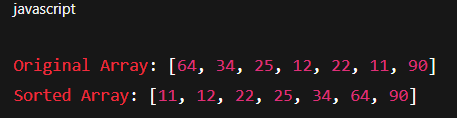 javascript
Original Array: [64, 34, 25, 12, 22, 11, 90]
Sorted Array: [11, 12, 22, 25, 34, 64, 90]